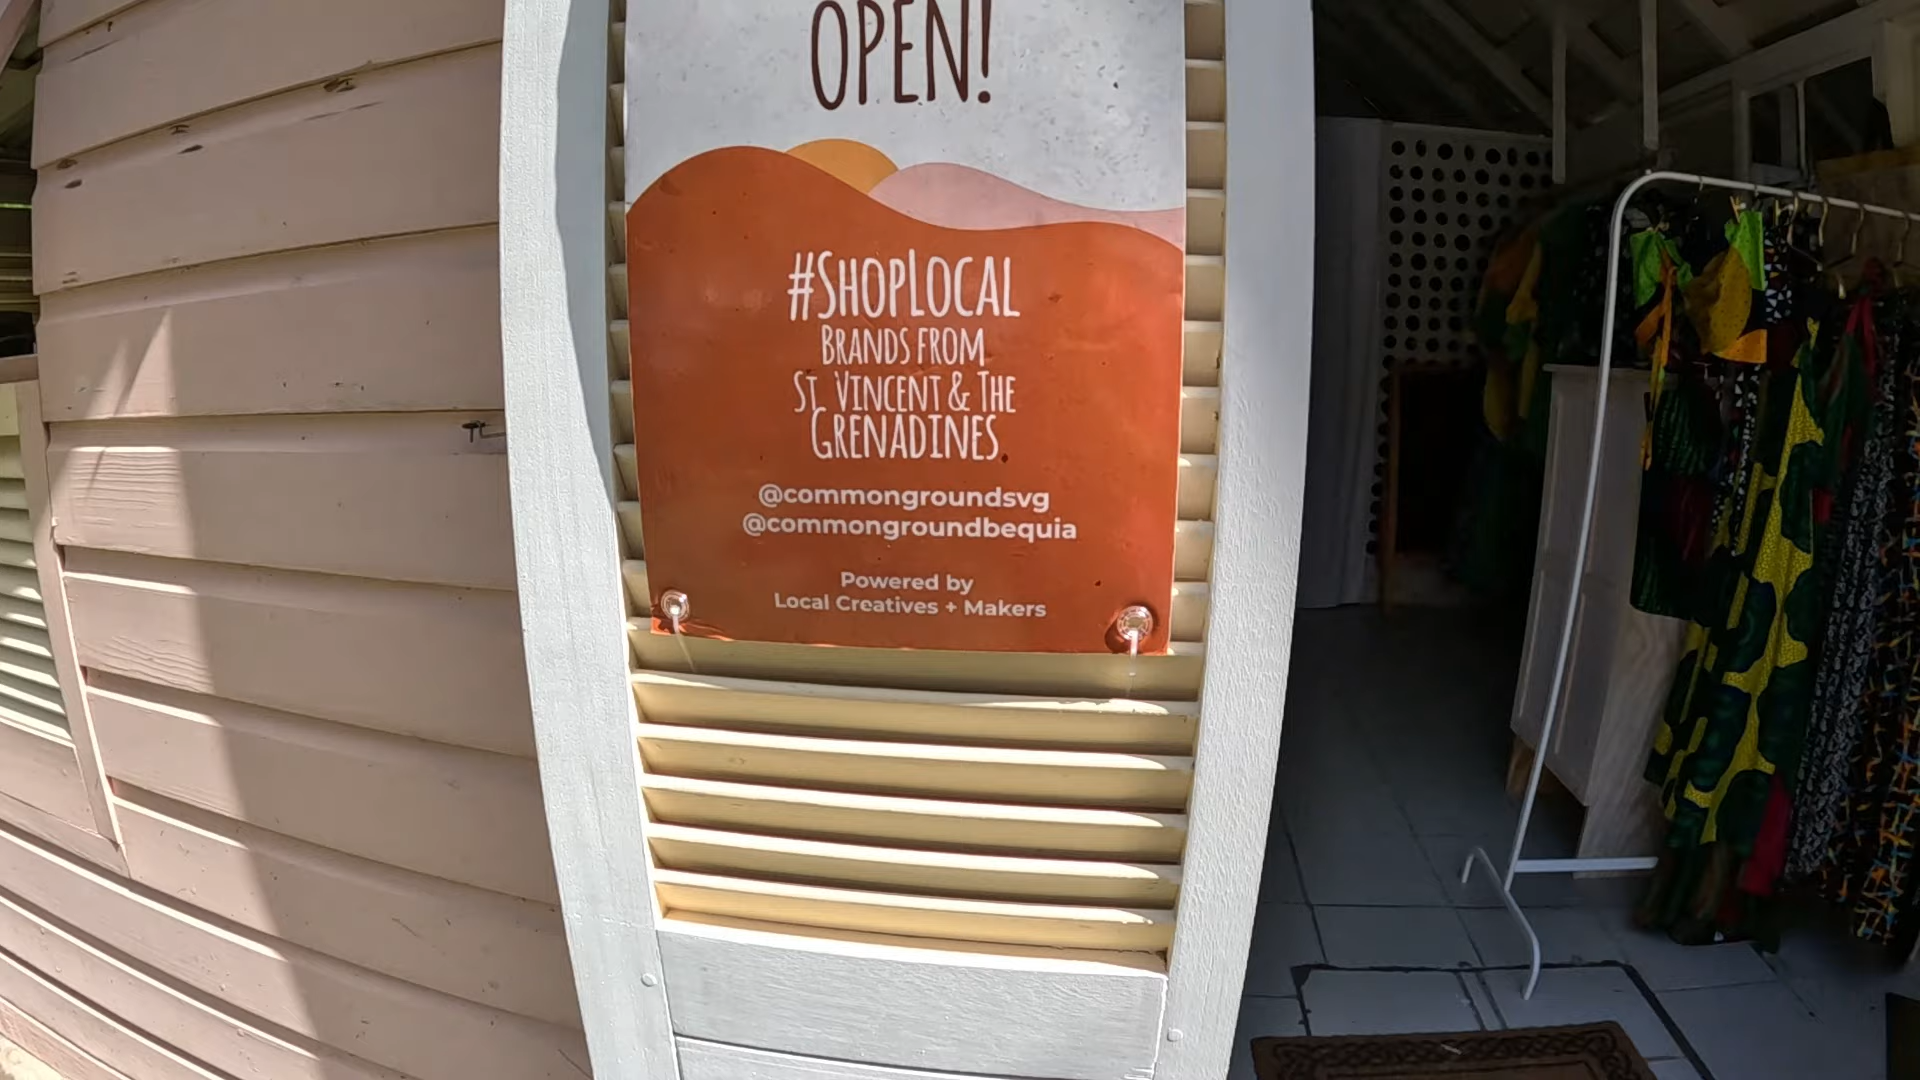 OPEN!
#SHOPLOCAL
BRANDS FROM
ST. VINCENT & THE
GRENADINES
@commongroundsvg
@commongroundbequia
Powered by
Local Creatives + Makers